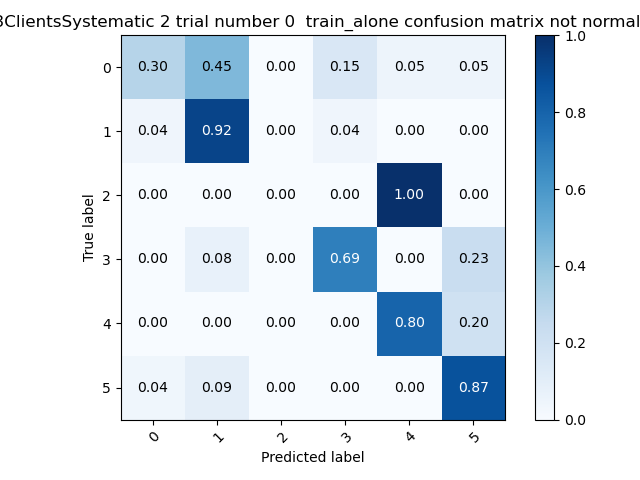 3ClientsSystematic 2 trial number 0 train_alone confusion matrix not normal
0 0.30 0.45 0.00 0.15 0.05 0.05
1 0.04 0.92 0.00 0.04 0.00 0.00
2 0.00 0.00 0.00 0.00 1.00 0.00
3 0.00 0.08 0.00 0.69 0.00 0.23
4 0.00 0.00 0.00 0.00 0.80 0.20
5 0.04 0.09 0.00 0.00 0.00 0.87
True label
0 1 2 3 4 5
Predicted label
1.0
0.8
0.6
0.4
0.2
0.0